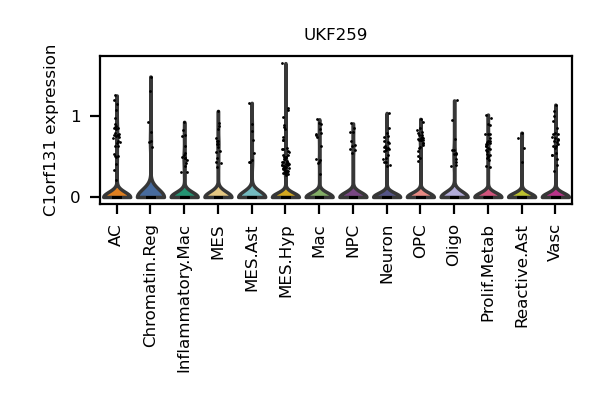 UKF259
C1orf131 expression
1
0
AC
Chromatin.Reg
Inflammatory.Mac
MES
MES.Ast
MES.Hyp
Mac
NPC
Neuron
OPC
Oligo
Prolif.Metab
Reactive.Ast
Vasc